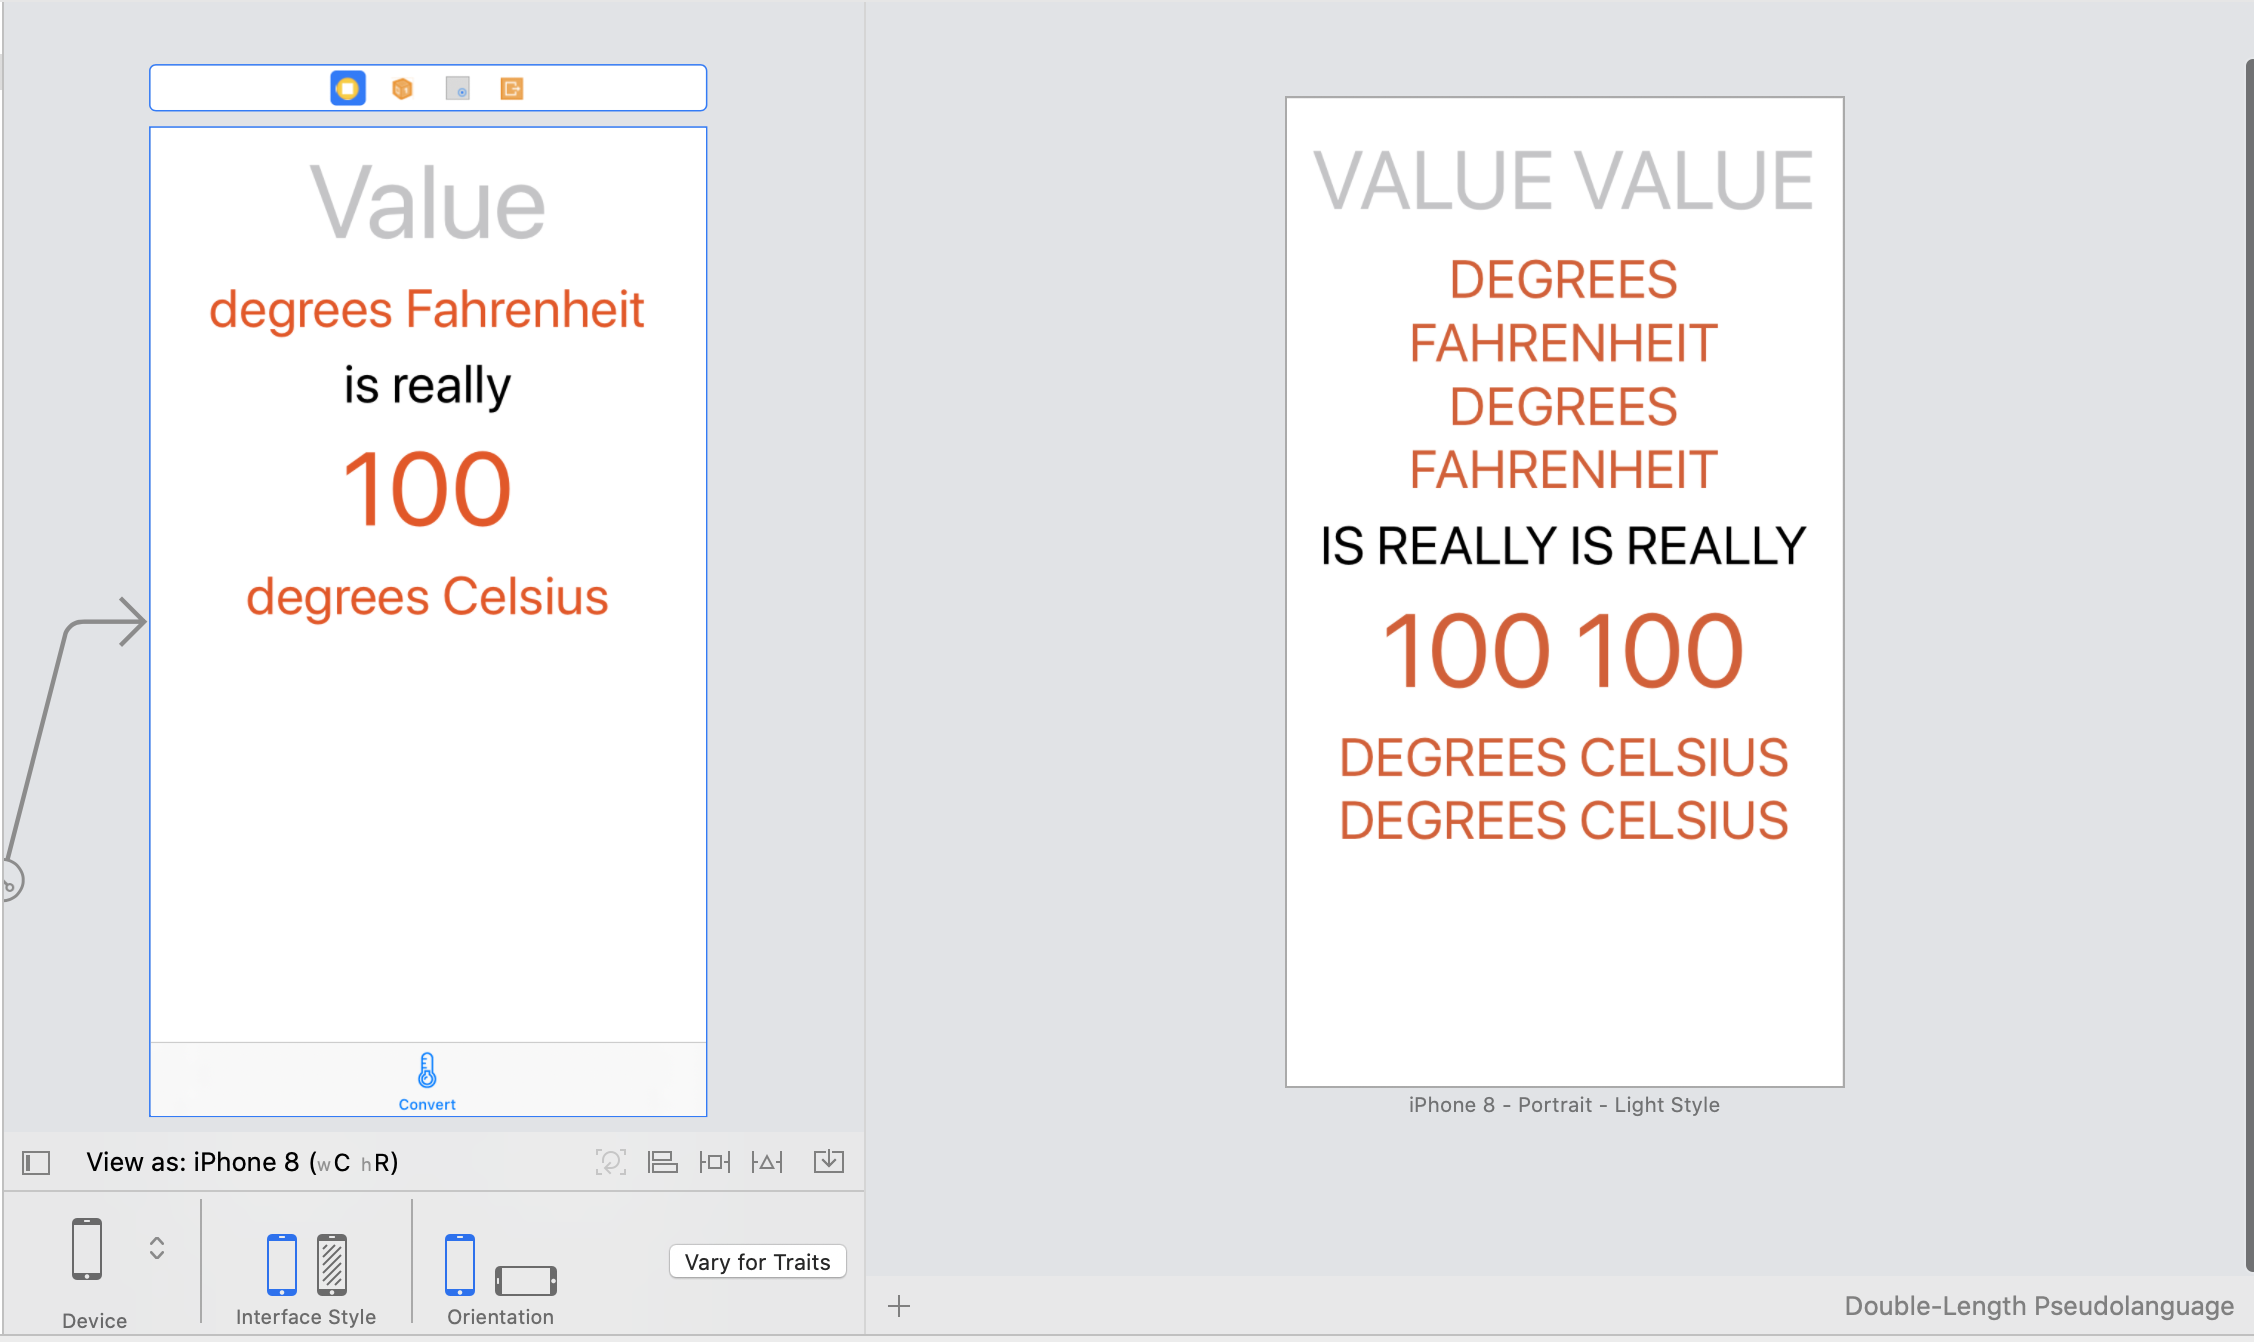 Value
degrees Fahrenheit
is really
100
degrees Celsius
Convert
View as: iPhone 8 (wC hR)
Device
Interface Style
Orientation
Vary for Traits
VALUE VALUE
DEGREES
FAHRENHEIT
DEGREES
FAHRENHEIT
IS REALLY IS REALLY
100 100
DEGREES CELSIUS
DEGREES CELSIUS
iPhone 8 - Portrait - Light Style
Double-Length Pseudolanguage